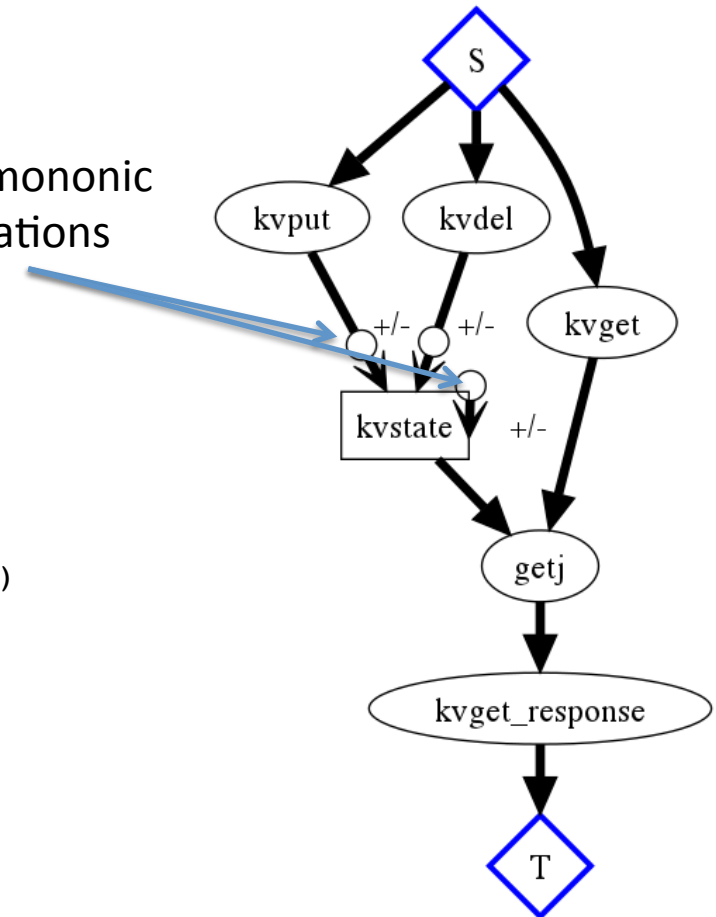 S
mononic
ations
kvput
kvdel
kvget
+/-
+/-
kvstate
+/-
)
getj
kvget_response
T